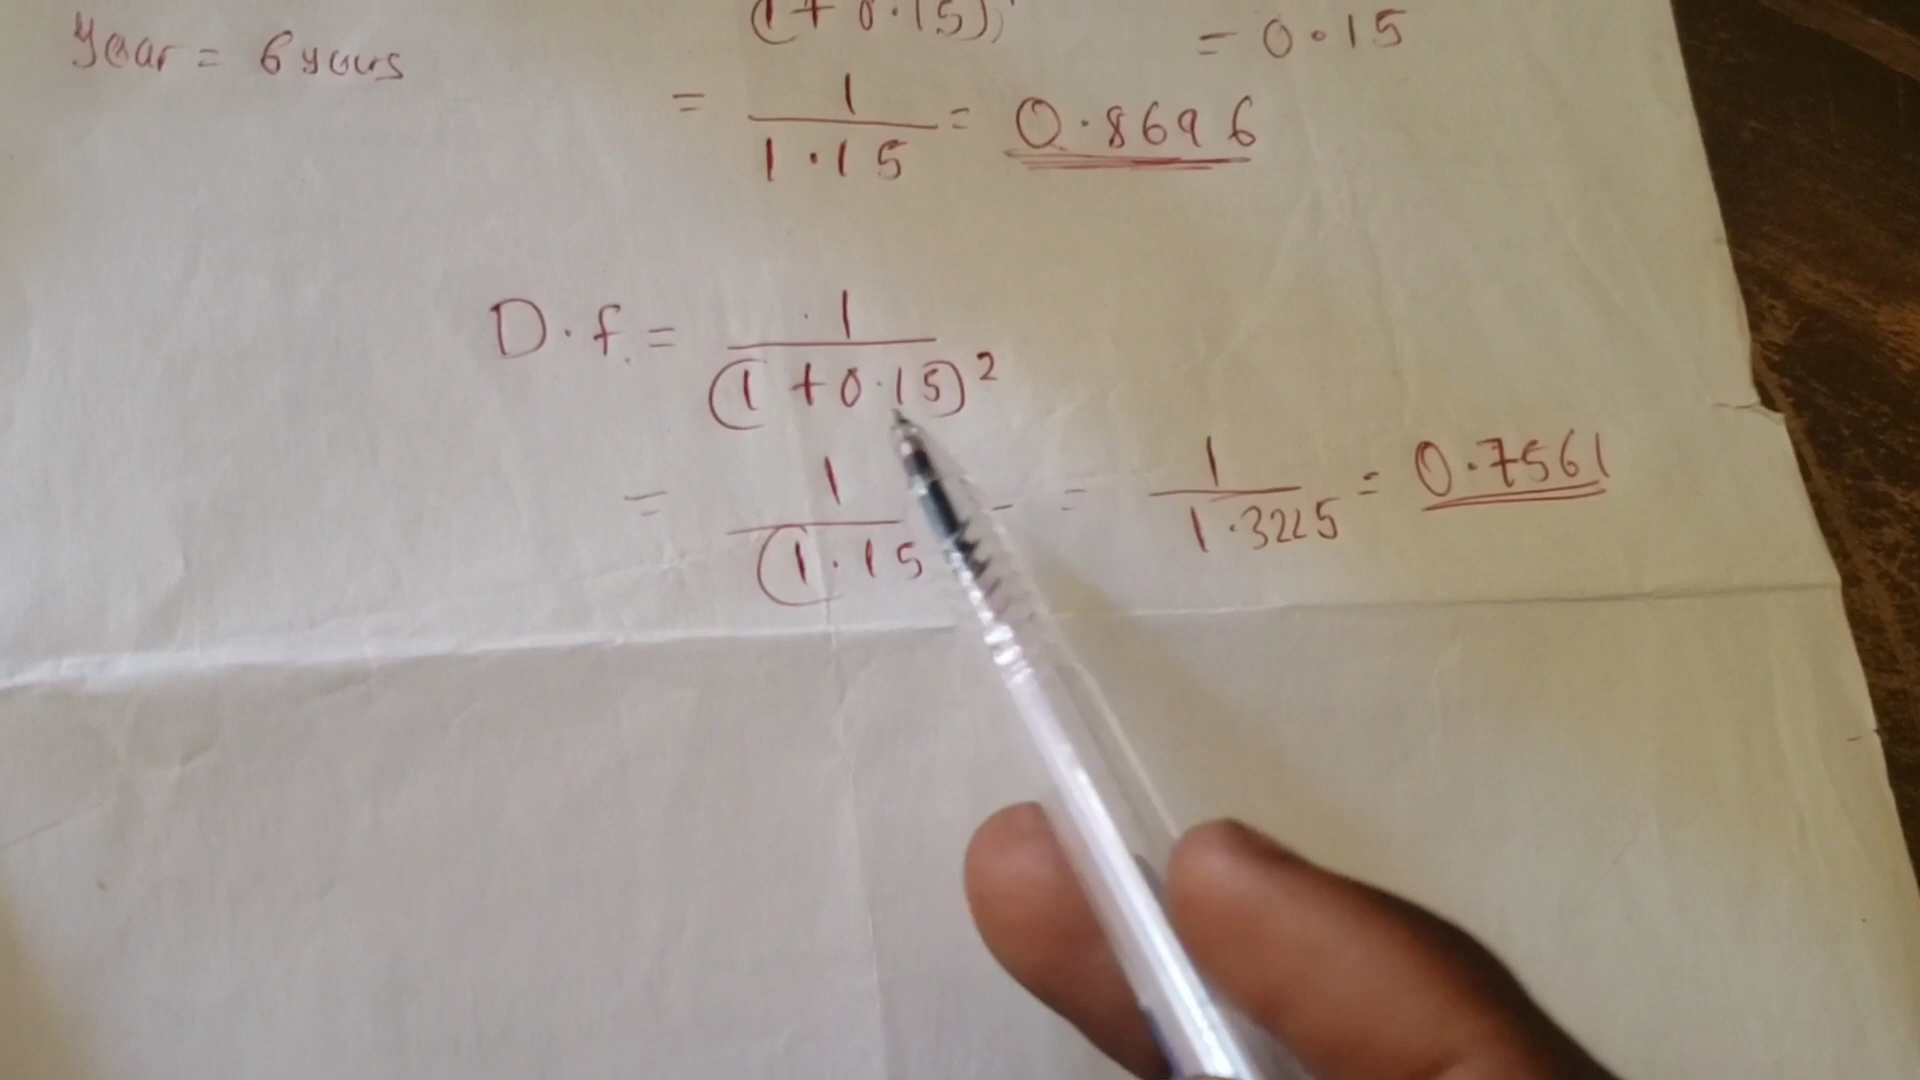 (1 + 0.15)
= 0.15
Year = 6 years
= 1 / 1.15 = 0.8696
D.f. = 1 / (1 + 0.15)²
= 1 / (1.15 = 1 / 1.3225 = 0.7561